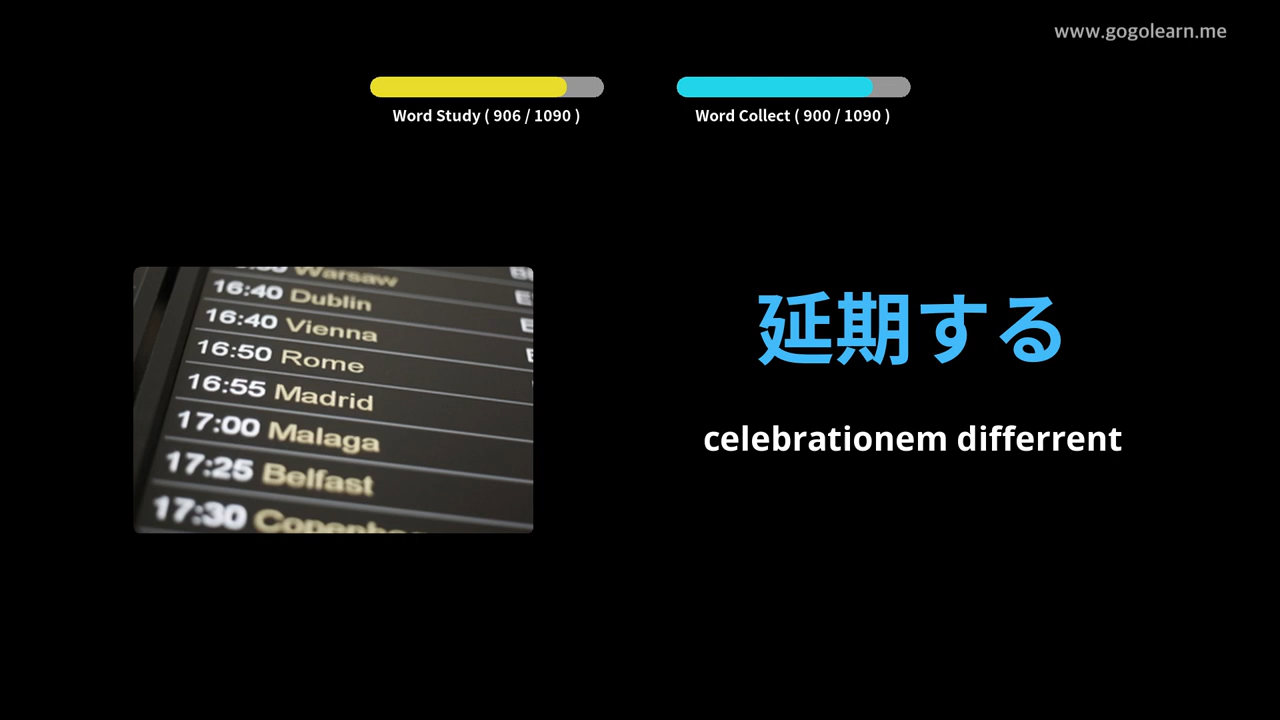 www.gogolearn.me
Word Study ( 906 / 1090 )
Word Collect ( 900 / 1090 )
Warsaw
16:40 Dublin
16:40 Vienna
16:50 Rome
16:55 Madrid
17:00 Malaga
17:25 Belfast
17:30
延期する
celebrationem differrent